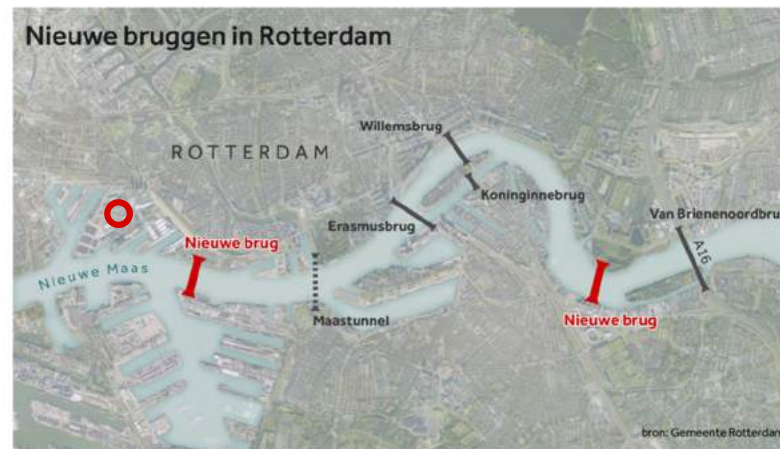 Nieuwe bruggen in Rotterdam
Willemsbrug
ROTTERDAM
Koninginnebrug
Van Brienenoordbru
Erasmusbrug
Nieuwe brug
A16
Nieuwe Maas
Maastunnel
Nieuwe brug
bron: Gemeente Rotterdam